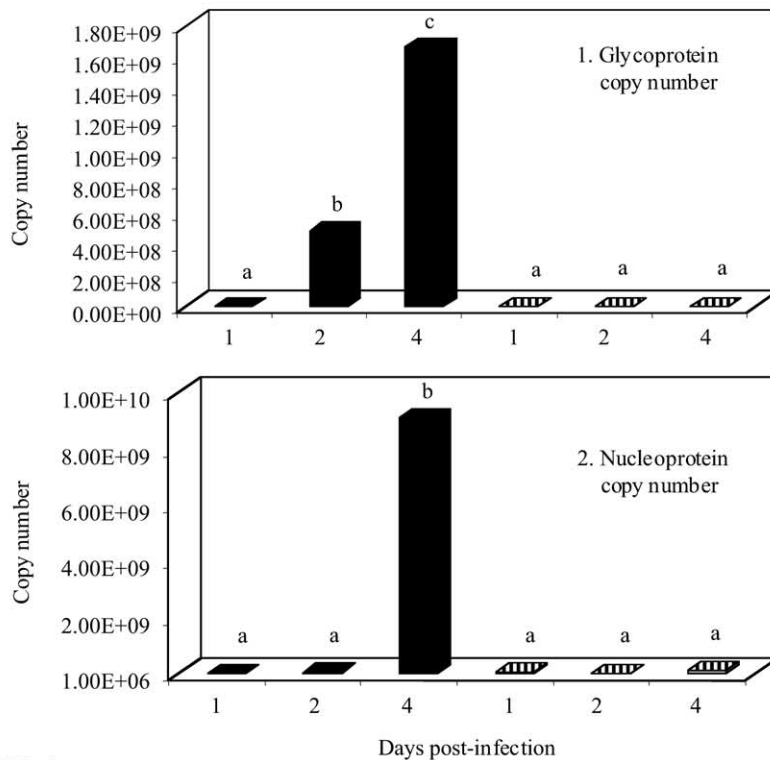 1.80E+09
1.60E+09
1.40E+09
1.20E+09
1.00E+09
8.00E+08
6.00E+08
4.00E+08
2.00E+08
0.00E+00
Copy number
1. Glycoprotein
copy number
a
b
c
a
a
a
1 2 4 1 2 4
1.00E+10
8.00E+09
6.00E+09
4.00E+09
2.00E+09
1.00E+06
Copy number
2. Nucleoprotein
copy number
a
a
b
a
a
a
1 2 4 1 2 4
Days post-infection